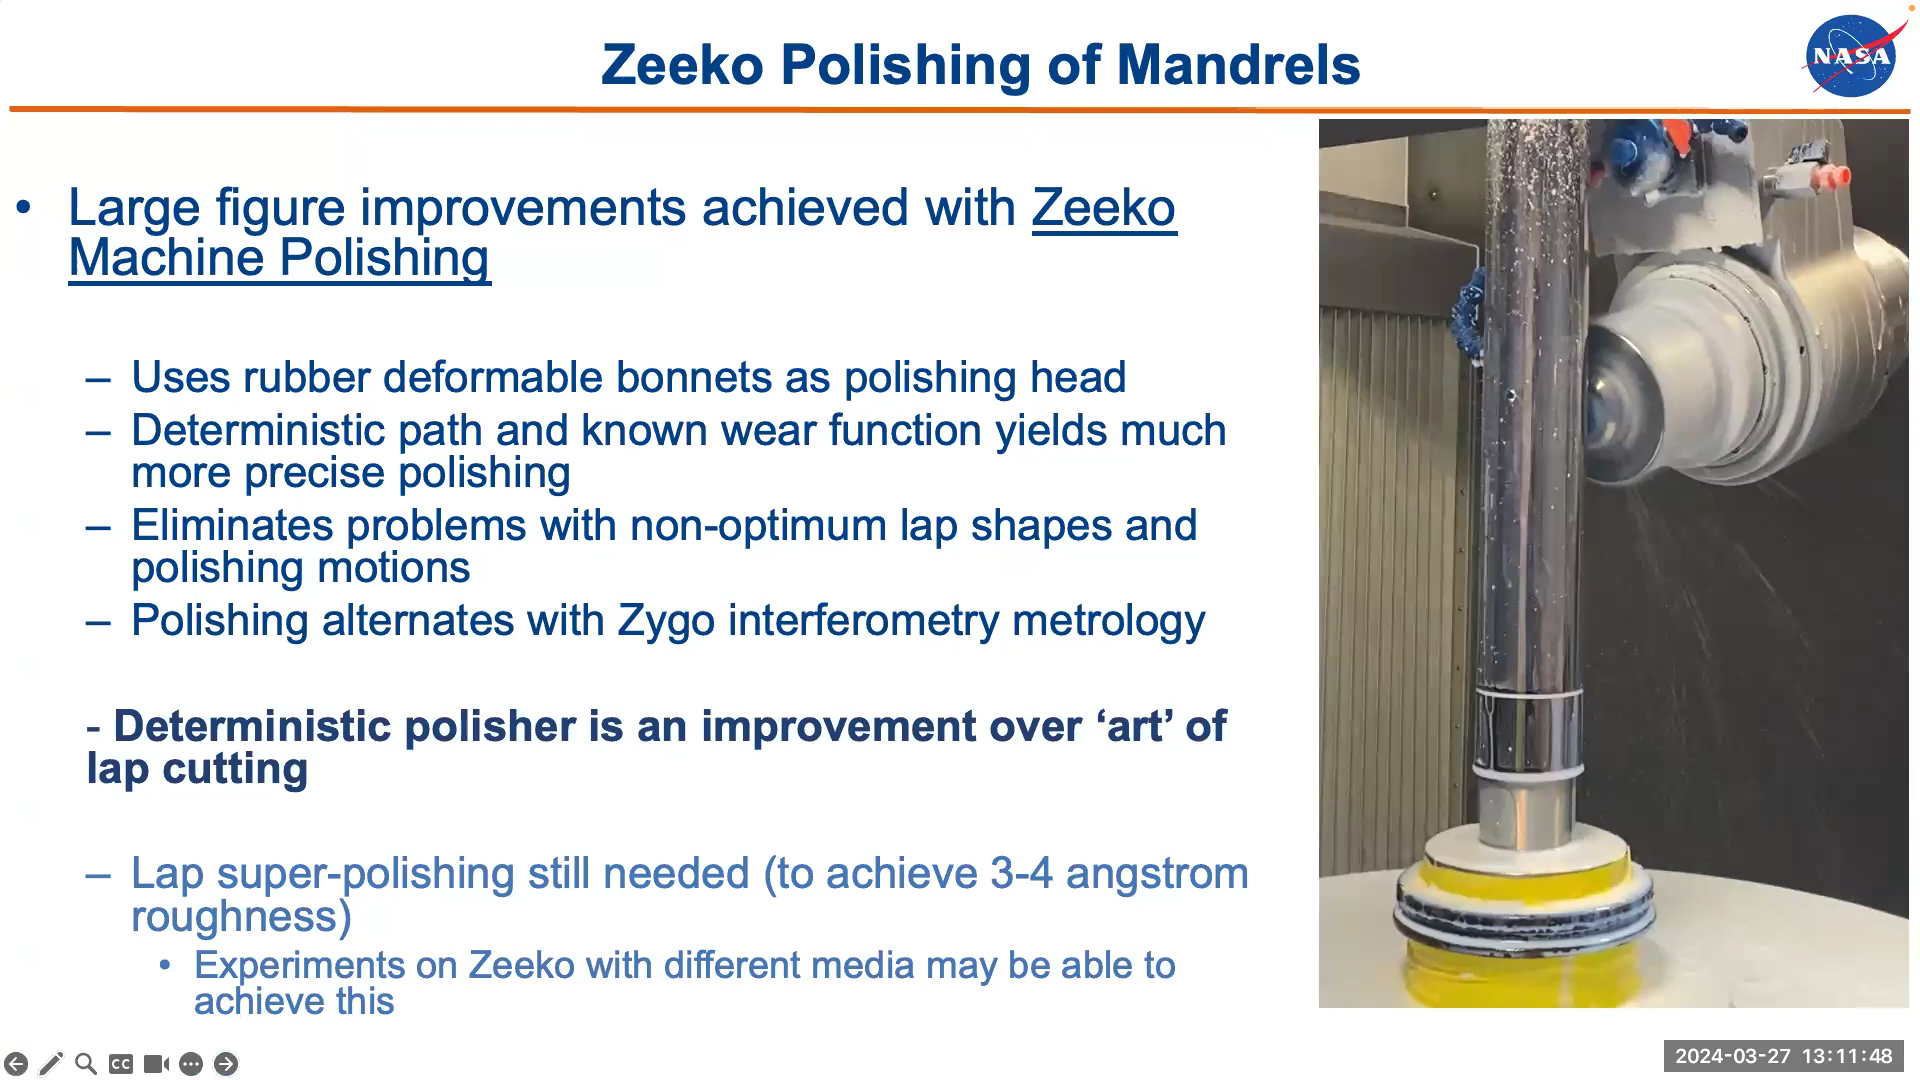 Zeeko Polishing of Mandrels
NASA
• Large figure improvements achieved with Zeeko
Machine Polishing
– Uses rubber deformable bonnets as polishing head
– Deterministic path and known wear function yields much
more precise polishing
– Eliminates problems with non-optimum lap shapes and
polishing motions
– Polishing alternates with Zygo interferometry metrology
- Deterministic polisher is an improvement over ‘art’ of
lap cutting
– Lap super-polishing still needed (to achieve 3-4 angstrom
roughness)
• Experiments on Zeeko with different media may be able to
achieve this
CC
2024-03-27 13:11:48